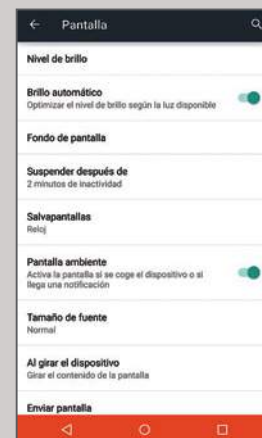 Pantalla
Nivel de brillo
Brillo automático
Optimizar el nivel de brillo según la luz disponible
Fondo de pantalla
Suspender después de
2 minutos de inactividad
Salvapantallas
Reloj
Pantalla ambiente
Activa la pantalla si se coge el dispositivo o si
llega una notificación
Tamaño de fuente
Normal
Al girar el dispositivo
Girar el contenido de la pantalla
Enviar pantalla